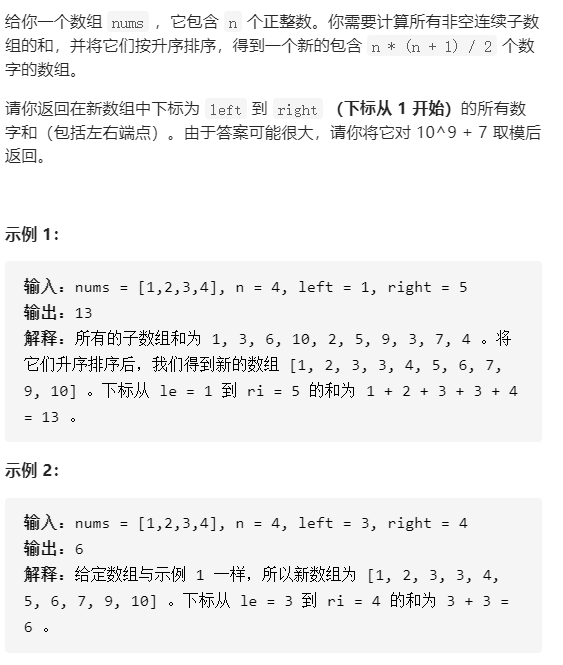 给你一个数组 nums ，它包含 n 个正整数。你需要计算所有非空连续子数
组的和，并将它们按升序排序，得到一个新的包含 n * (n + 1) / 2 个数
字的数组。
请你返回在新数组中下标为 left 到 right （下标从 1 开始）的所有数
字和（包括左右端点）。由于答案可能很大，请你将它对 10^9 + 7 取模后
返回。
示例 1：
输入：nums = [1,2,3,4], n = 4, left = 1, right = 5
输出：13
解释：所有的子数组和为 1, 3, 6, 10, 2, 5, 9, 3, 7, 4 。将
它们升序排序后，我们得到新的数组 [1, 2, 3, 3, 4, 5, 6, 7,
9, 10] 。下标从 le = 1 到 ri = 5 的和为 1 + 2 + 3 + 3 + 4
= 13 。
示例 2：
输入：nums = [1,2,3,4], n = 4, left = 3, right = 4
输出：6
解释：给定数组与示例 1 一样，所以新数组为 [1, 2, 3, 3, 4,
5, 6, 7, 9, 10] 。下标从 le = 3 到 ri = 4 的和为 3 + 3 =
6 。